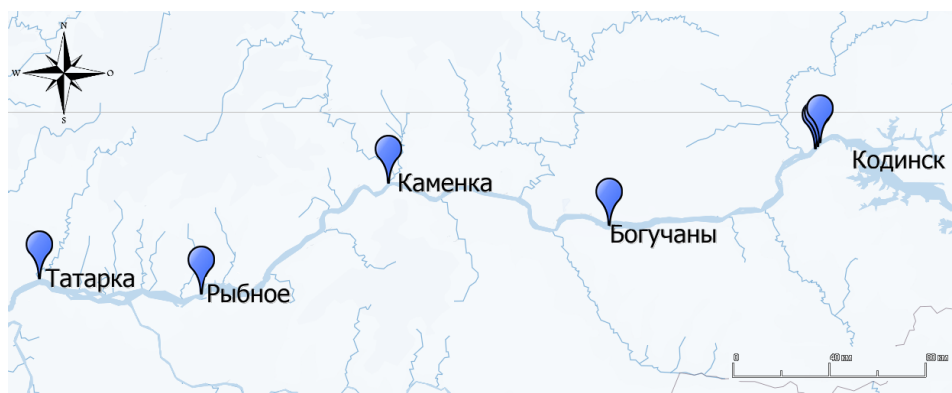 N
W
O
S
Кодинск
Каменка
Богучаны
Татарка
Рыбное
0
40 км
80 км